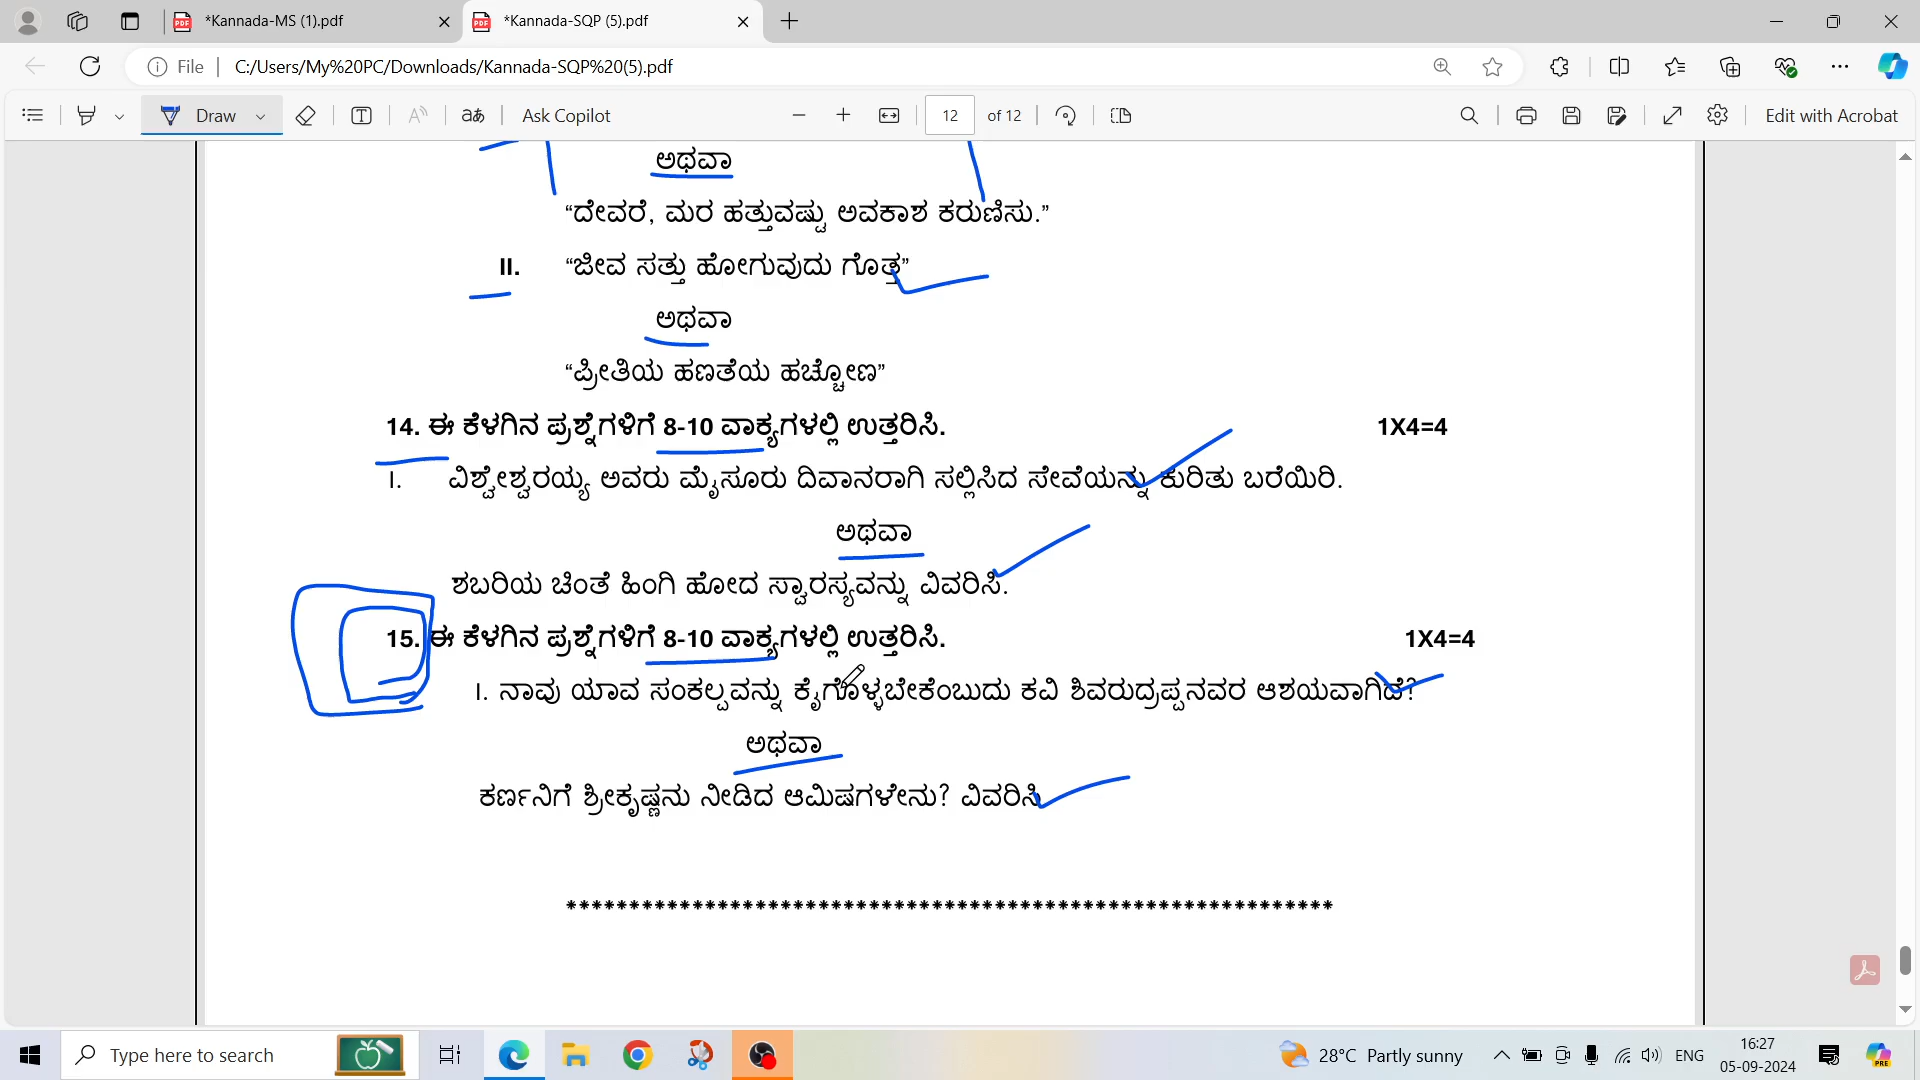 *Kannada-MS (1).pdf
*Kannada-SQP (5).pdf
File
C:/Users/My%20PC/Downloads/Kannada-SQP%20(5).pdf
Draw
Ask Copilot
12 of 12
Edit with Acrobat
ಅಥವಾ
“ದೇವರೆ, ಮರ ಹತ್ತುವಷ್ಟು ಅವಕಾಶ ಕರುಣಿಸು.”
II. “ಜೀವ ಸತ್ತು ಹೋಗುವುದು ಗೊತ್ತ”
ಅಥವಾ
“ಪ್ರೀತಿಯ ಹಣತೆಯ ಹಚ್ಚೋಣ”
14. ಈ ಕೆಳಗಿನ ಪ್ರಶ್ನೆಗಳಿಗೆ 8-10 ವಾಕ್ಯಗಳಲ್ಲಿ ಉತ್ತರಿಸಿ. 1X4=4
I. ವಿಶ್ವೇಶ್ವರಯ್ಯ ಅವರು ಮೈಸೂರು ದಿವಾನರಾಗಿ ಸಲ್ಲಿಸಿದ ಸೇವೆಯನ್ನು ಕುರಿತು ಬರೆಯಿರಿ.
ಅಥವಾ
ಶಬರಿಯ ಚಿಂತೆ ಹಿಂಗಿ ಹೋದ ಸ್ವಾರಸ್ಯವನ್ನು ವಿವರಿಸಿ.
15. ಈ ಕೆಳಗಿನ ಪ್ರಶ್ನೆಗಳಿಗೆ 8-10 ವಾಕ್ಯಗಳಲ್ಲಿ ಉತ್ತರಿಸಿ. 1X4=4
I. ನಾವು ಯಾವ ಸಂಕಲ್ಪವನ್ನು ಕೈಗೊಳ್ಳಬೇಕೆಂಬುದು ಕವಿ ಶಿವರುದ್ರಪ್ಪನವರ ಆಶಯವಾಗಿದೆ?
ಅಥವಾ
ಕರ್ಣನಿಗೆ ಶ್ರೀಕೃಷ್ಣನು ನೀಡಿದ ಆಮಿಷಗಳೇನು? ವಿವರಿಸಿ
*************************************************************
Type here to search
28°C Partly sunny
ENG
16:27
05-09-2024